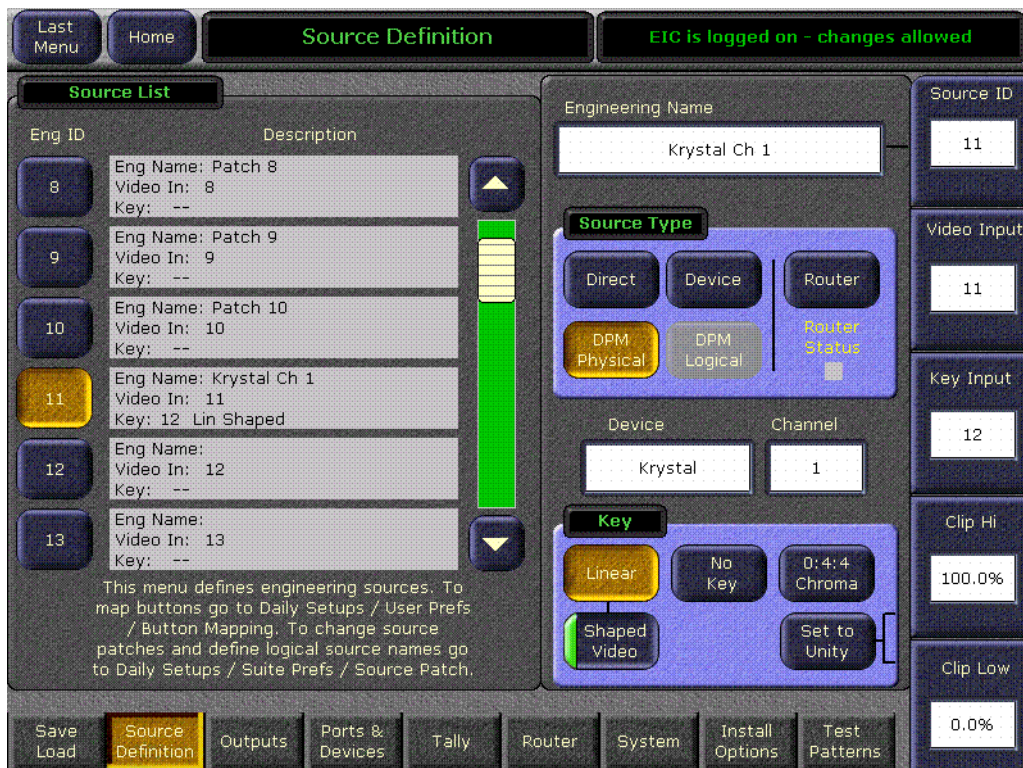 Last
Menu
Home
Source Definition
EIC is logged on - changes allowed
Source List
Eng ID
Description
8
Eng Name: Patch 8
Video In: 8
Key: --
9
Eng Name: Patch 9
Video In: 9
Key: --
10
Eng Name: Patch 10
Video In: 10
Key: --
11
Eng Name: Krystal Ch 1
Video In: 11
Key: 12 Lin Shaped
12
Eng Name:
Video In: 12
Key: --
13
Eng Name:
Video In: 13
Key: --
This menu defines engineering sources. To
map buttons go to Daily Setups / User Prefs
/ Button Mapping. To change source
patches and define logical source names go
to Daily Setups / Suite Prefs / Source Patch.
Engineering Name
Krystal Ch 1
Source Type
Direct
Device
Router
DPM
Physical
DPM
Logical
Router
Status
Device
Channel
Krystal
1
Key
Linear
No
Key
0:4:4
Chroma
Shaped
Video
Set to
Unity
Source ID
11
Video Input
11
Key Input
12
Clip Hi
100.0%
Clip Low
0.0%
Save
Load
Source
Definition
Outputs
Ports &
Devices
Tally
Router
System
Install
Options
Test
Patterns